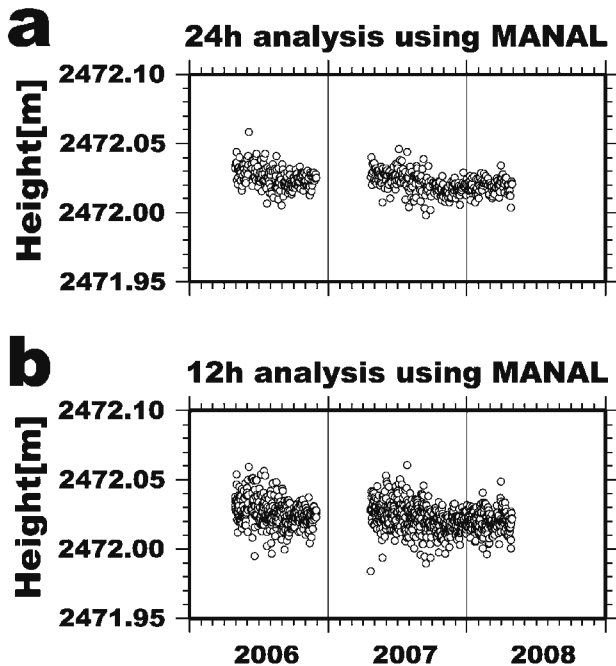 a
24h analysis using MANAL
Height[m]
2472.10
2472.05
2472.00
2471.95
b
12h analysis using MANAL
Height[m]
2472.10
2472.05
2472.00
2471.95
2006 2007 2008